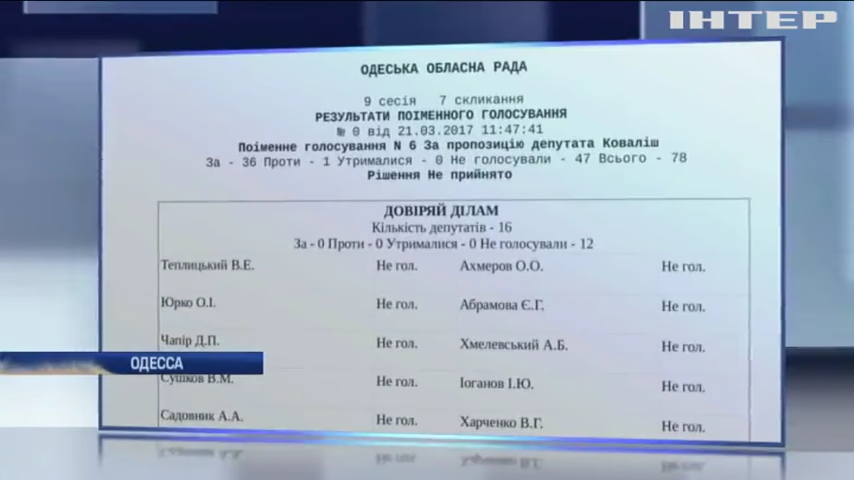 ІНТЕР
ОДЕСЬКА ОБЛАСНА РАДА
9 сесія 7 скликання
РЕЗУЛЬТАТИ ПОІМЕННОГО ГОЛОСУВАННЯ
№ 0 від 21.03.2017 11:47:41
Поіменне голосування N 6 За пропозицію депутата Коваліш
За - 36 Проти - 1 Утрималися - 0 Не голосували - 47 Всього - 78
Рішення Не прийнято
ДОВІРЯЙ ДІЛАМ
Кількість депутатів - 16
За - 0 Проти - 0 Утрималися - 0 Не голосували - 12
Теплицький В.Е. Не гол. Ахмеров О.О. Не гол.
Юрко О.І. Не гол. Абрамова Є.Г. Не гол.
Чапір Д.П. Не гол. Хмелевський А.Б. Не гол.
Сушков В.М. Не гол. Іоганов І.Ю. Не гол.
Садовник А.А. Не гол. Харченко В.Г. Не гол.
ОДЕССА